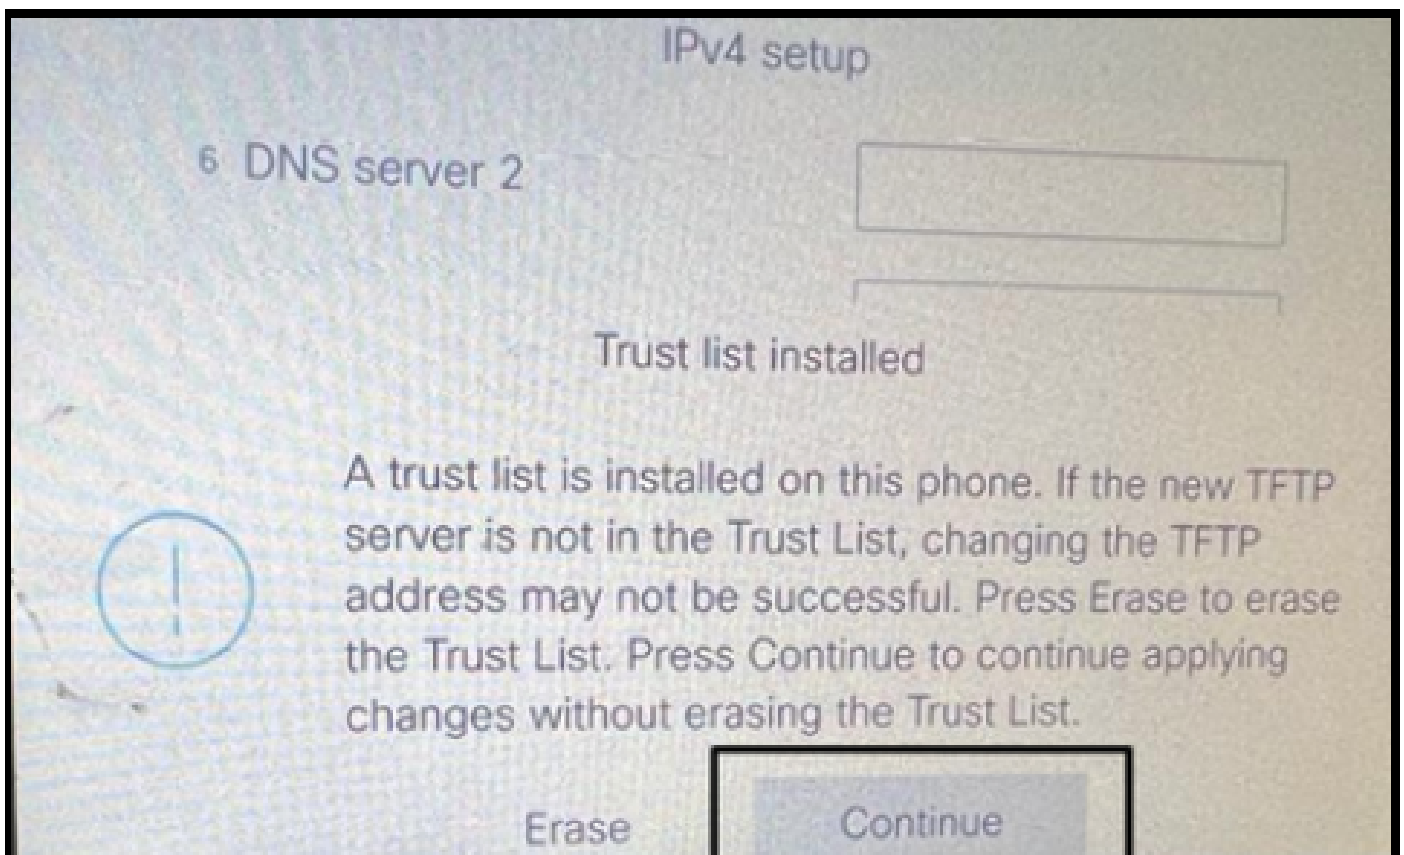 IPv4 setup
6 DNS server 2
Trust list installed
A trust list is installed on this phone. If the new TFTP
server is not in the Trust List, changing the TFTP
address may not be successful. Press Erase to erase
the Trust List. Press Continue to continue applying
changes without erasing the Trust List.
Erase Continue